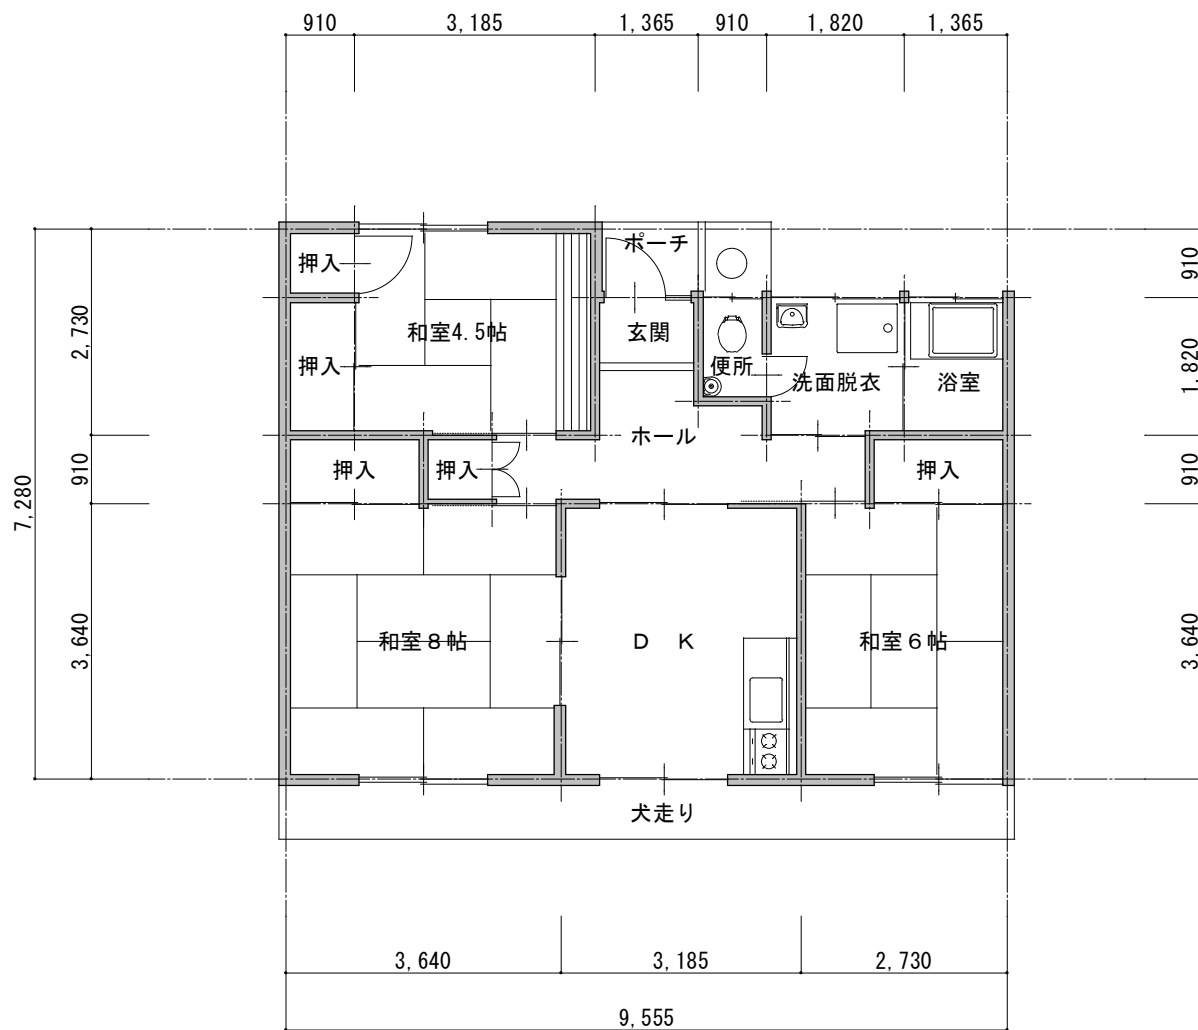 910 3,185 1,365 910 1,820 1,365
ポーチ
押入
910
和室4.5帖
玄関
2,730
押入
便所
洗面脱衣
浴室
1,820
ホール
押入
押入
押入
910
910
7,280
和室8帖
D K
和室6帖
3,640
3,640
犬走り
3,640 3,185 2,730
9,555